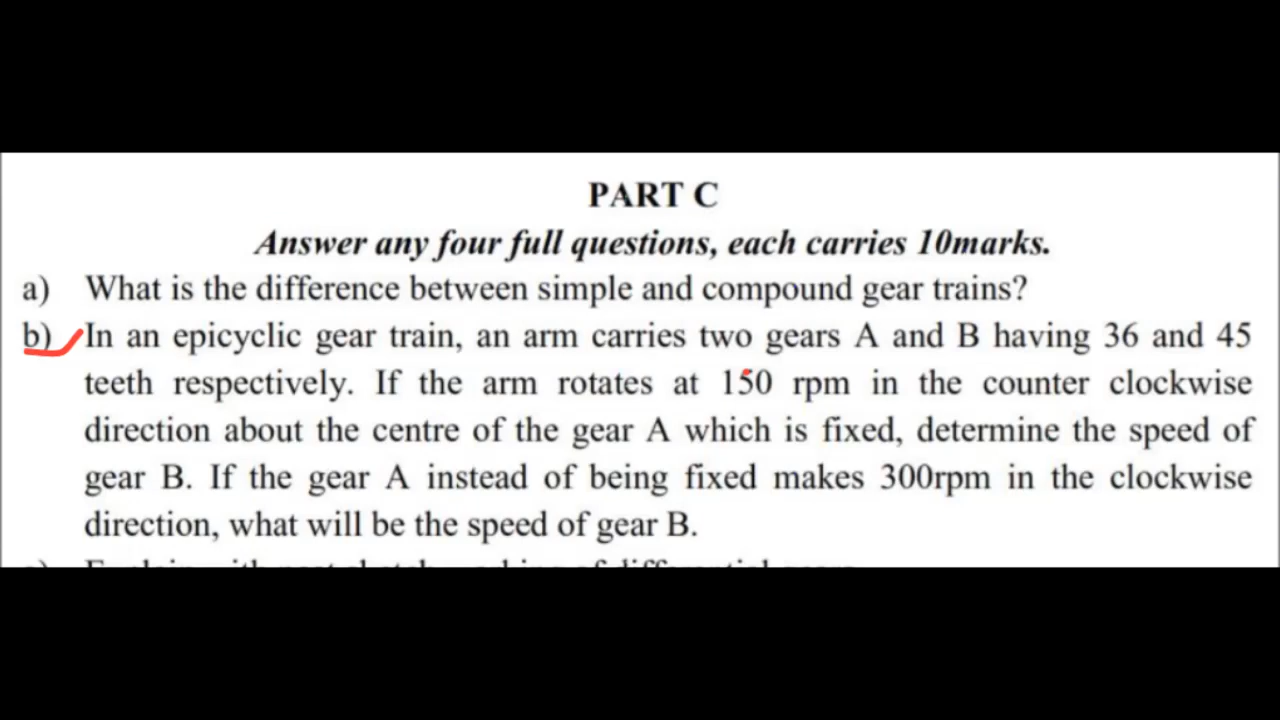 PART C
Answer any four full questions, each carries 10marks.
a) What is the difference between simple and compound gear trains?
b) In an epicyclic gear train, an arm carries two gears A and B having 36 and 45
teeth respectively. If the arm rotates at 150 rpm in the counter clockwise
direction about the centre of the gear A which is fixed, determine the speed of
gear B. If the gear A instead of being fixed makes 300rpm in the clockwise
direction, what will be the speed of gear B.